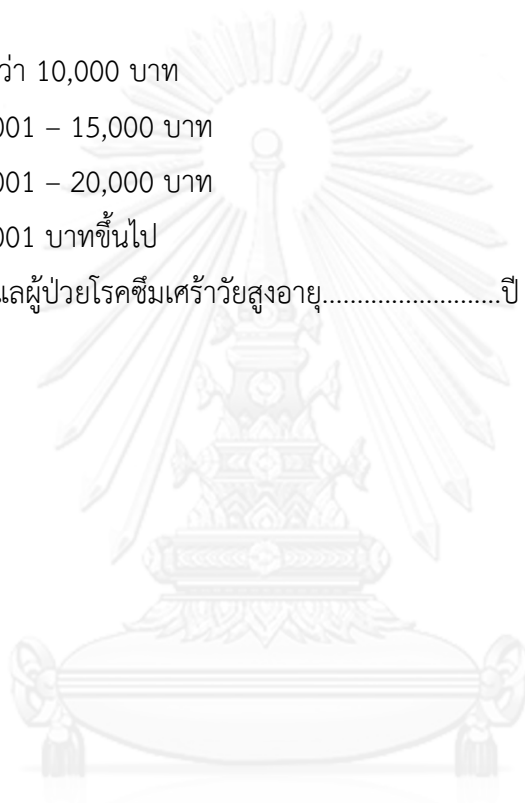 ว่า 10,000 บาท
001 – 15,000 บาท
001 – 20,000 บาท
001 บาทขึ้นไป
แลผู้ป่วยโรคซึมเศร้าวัยสูงอายุ.........................ปี